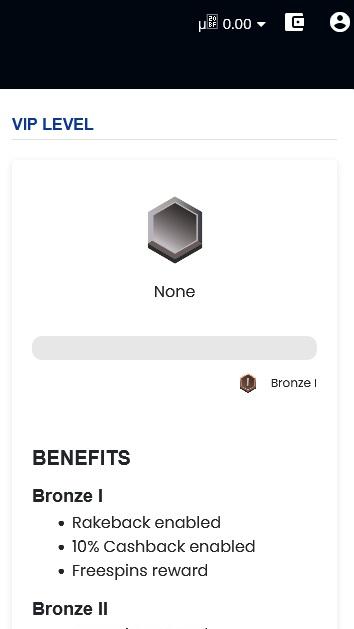 µ₿ 0.00
VIP LEVEL
None
Bronze I
BENEFITS
Bronze I
Rakeback enabled
10% Cashback enabled
Freespins reward
Bronze II